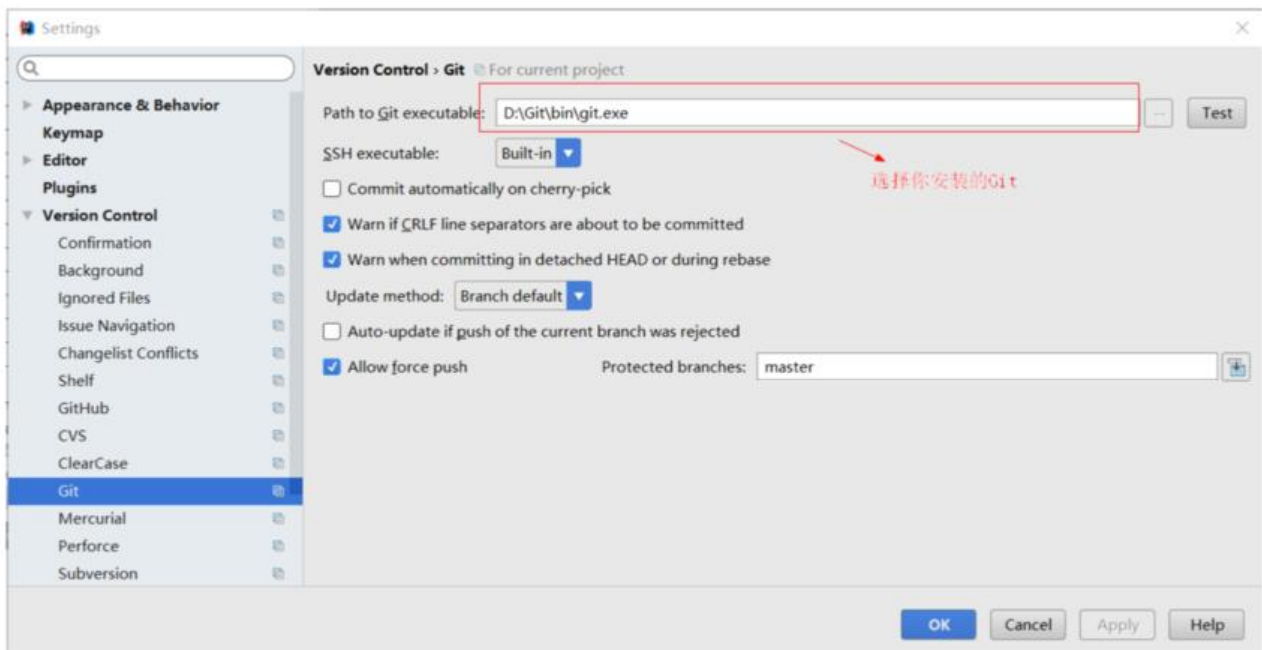 Settings
Version Control › Git For current project
Appearance & Behavior
Keymap
Editor
Plugins
Version Control
Confirmation
Background
Ignored Files
Issue Navigation
Changelist Conflicts
Shelf
GitHub
CVS
ClearCase
Git
Mercurial
Perforce
Subversion
Path to Git executable: D:\Git\bin\git.exe ... Test
选择你安装的Git
SSH executable: Built-in
Commit automatically on cherry-pick
Warn if CRLF line separators are about to be committed
Warn when committing in detached HEAD or during rebase
Update method: Branch default
Auto-update if push of the current branch was rejected
Allow force push Protected branches: master
OK Cancel Apply Help